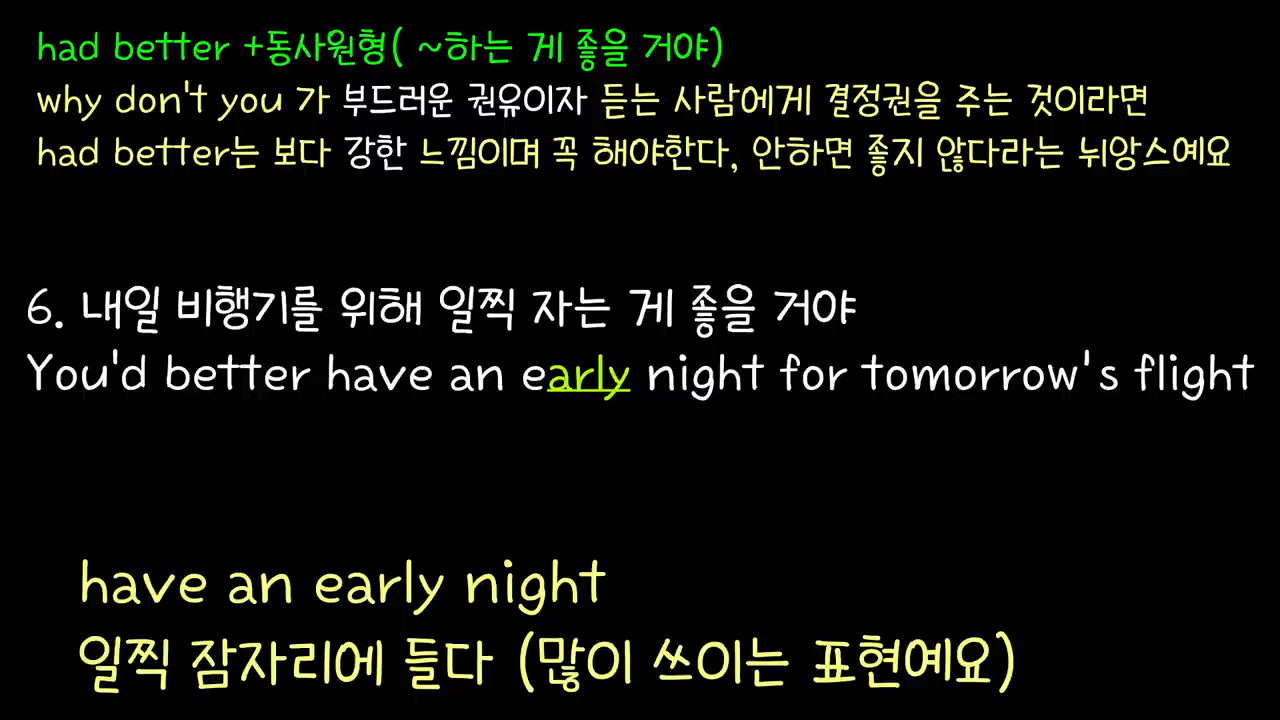 had better +동사원형( ~하는 게 좋을 거야)
why don't you 가 부드러운 권유이자 듣는 사람에게 결정권을 주는 것이라면
had better는 보다 강한 느낌이며 꼭 해야한다, 안하면 좋지 않다라는 뉘앙스예요
6. 내일 비행기를 위해 일찍 자는 게 좋을 거야
You'd better have an early night for tomorrow's flight
have an early night
일찍 잠자리에 들다 (많이 쓰이는 표현예요)